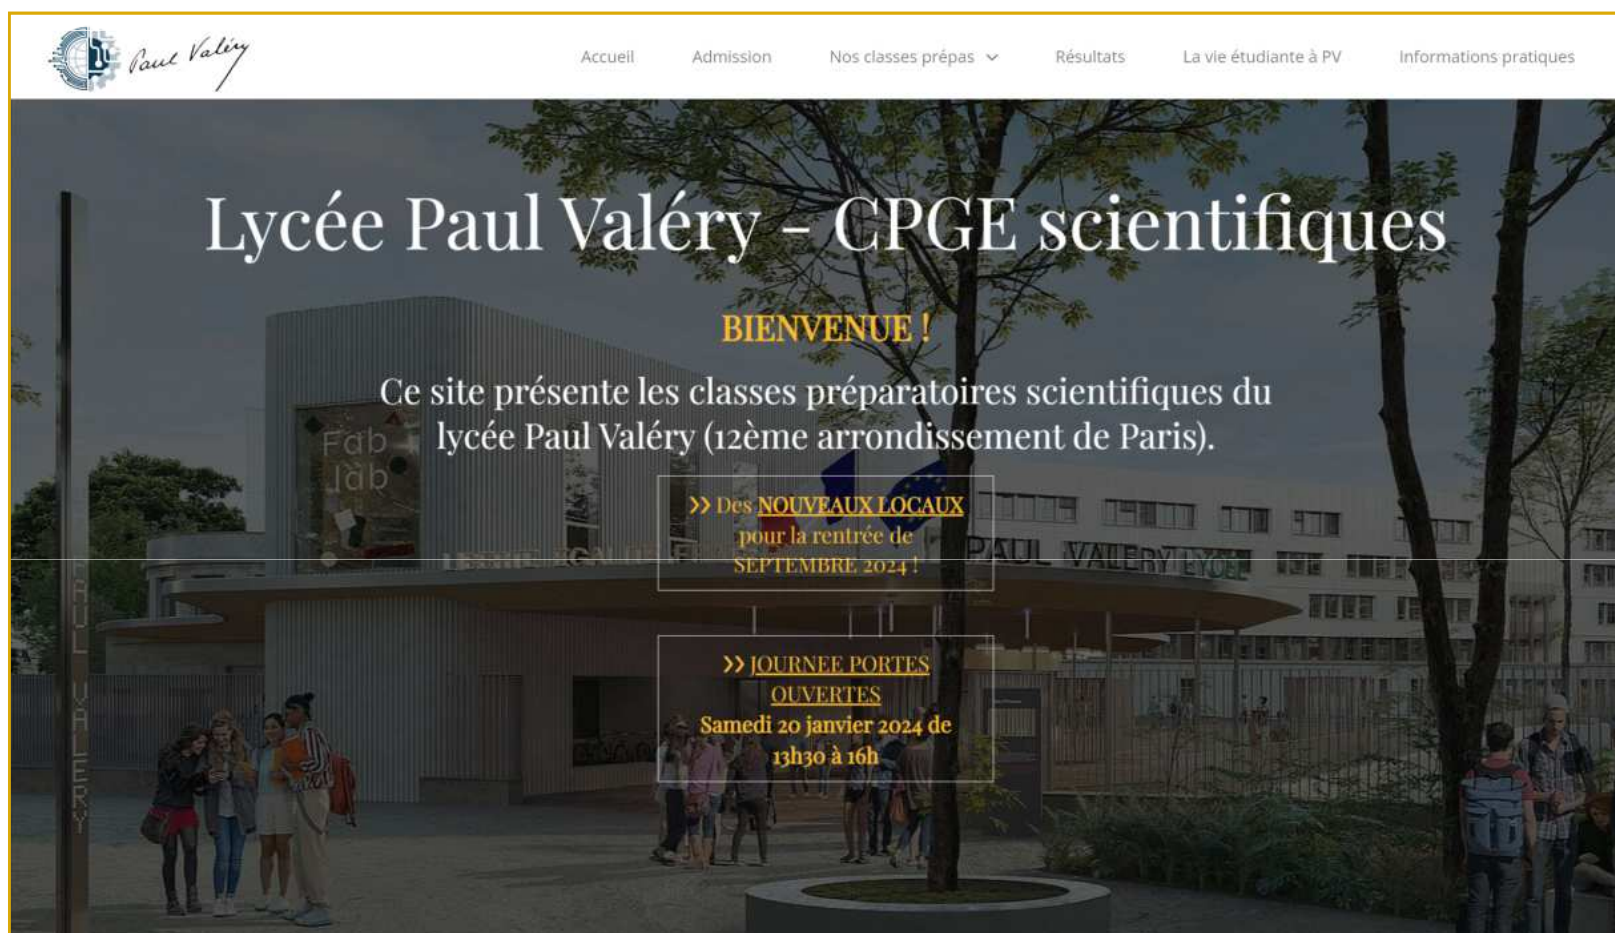 Paul Valéry
Accueil Admission Nos classes prépas Résultats La vie étudiante à PV Informations pratiques
Lycée Paul Valéry - CPGE scientifiques
BIENVENUE !
Ce site présente les classes préparatoires scientifiques du
lycée Paul Valéry (12ème arrondissement de Paris).
Fab
lab
>> Des NOUVEAUX LOCAUX
pour la rentrée de
SEPTEMBRE 2024 !
PAUL VALERY LYCEE
>> JOURNEE PORTES
OUVERTES
Samedi 20 janvier 2024 de
13h30 à 16h
PAUL VALERY